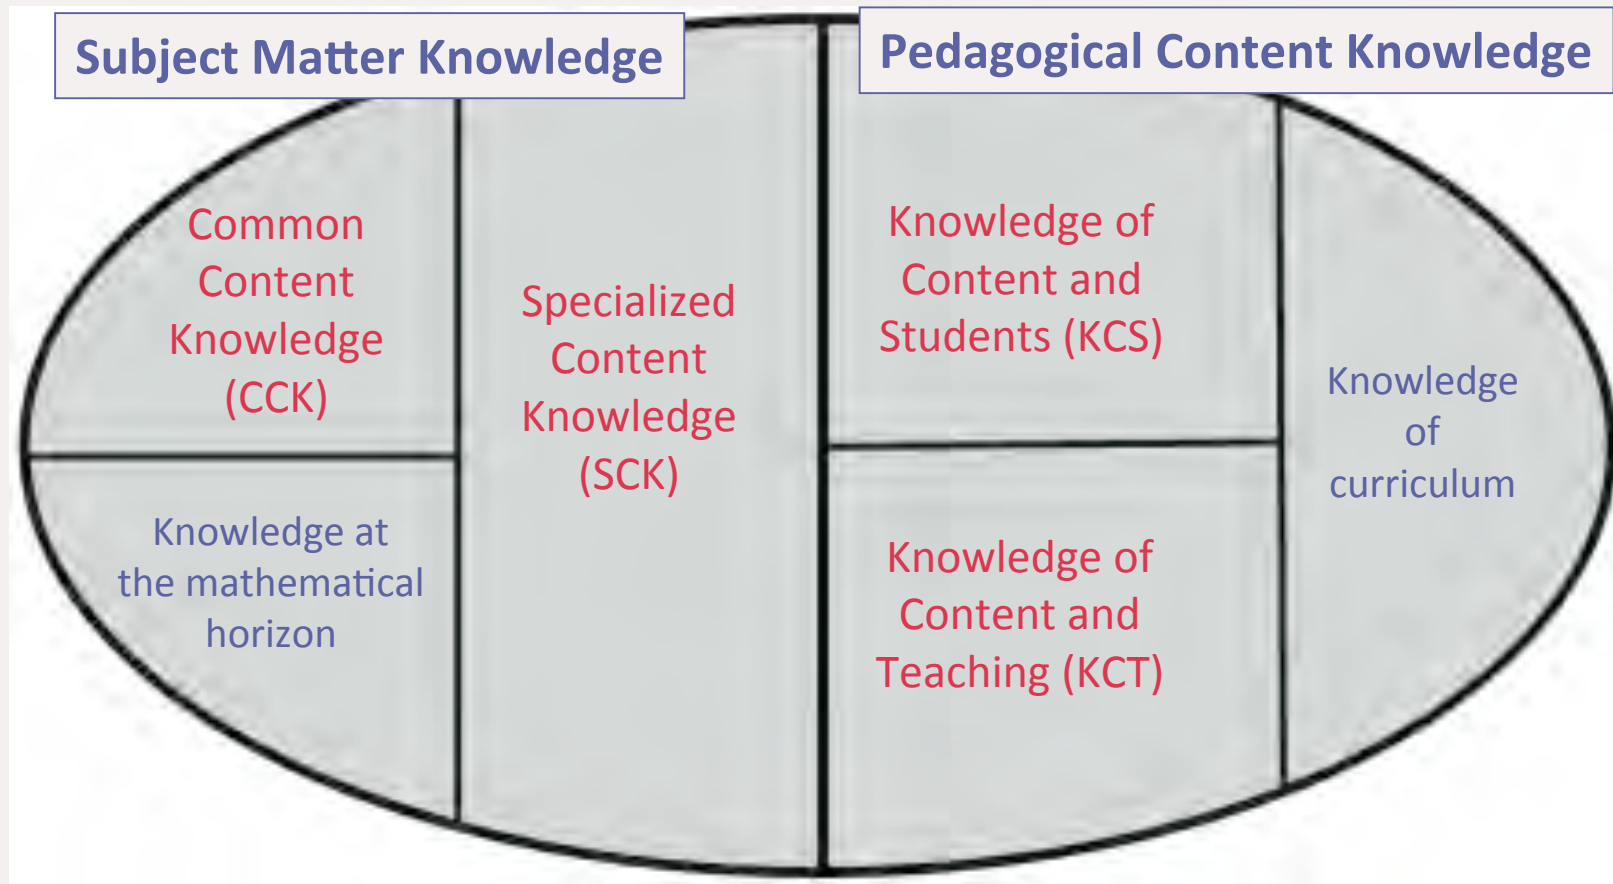 Subject Matter Knowledge
Pedagogical Content Knowledge
Common
Content
Knowledge
(CCK)
Knowledge at
the mathematical
horizon
Specialized
Content
Knowledge
(SCK)
Knowledge of
Content and
Students (KCS)
Knowledge of
Content and
Teaching (KCT)
Knowledge
of
curriculum